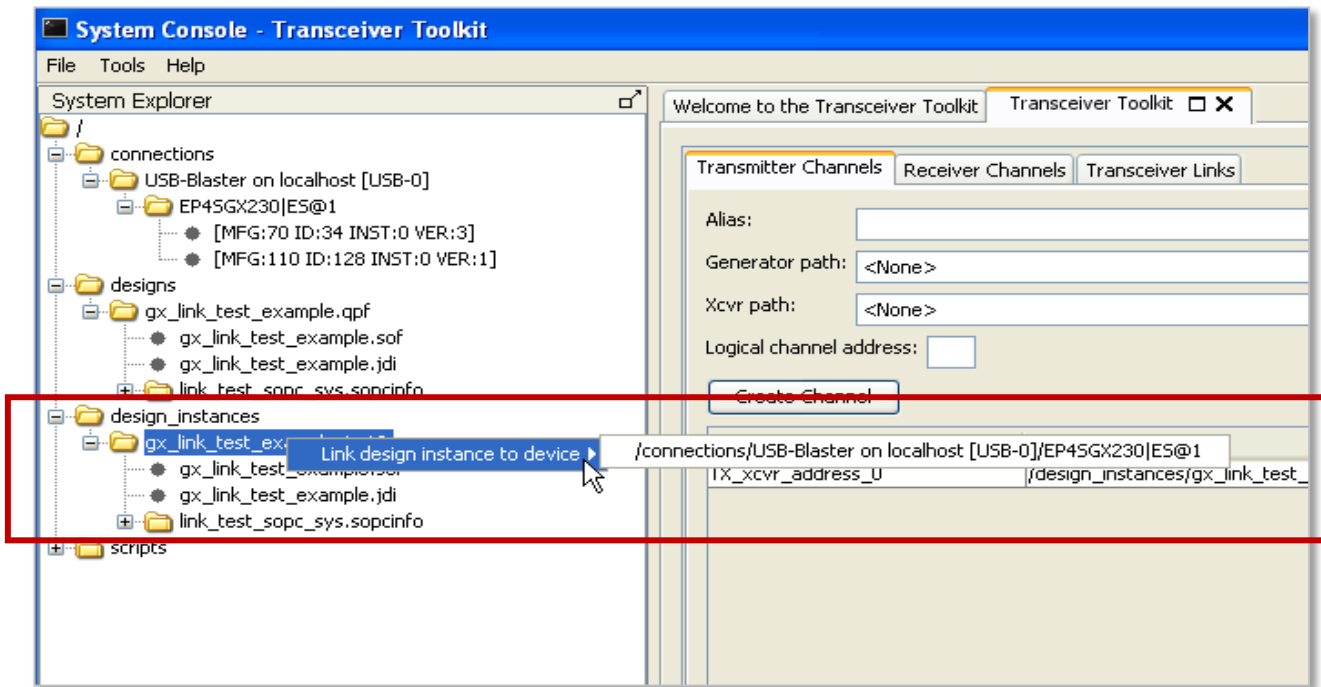 System Console - Transceiver Toolkit
File Tools Help
System Explorer
/
connections
USB-Blaster on localhost [USB-0]
EP4SGX230|ES@1
[MFG:70 ID:34 INST:0 VER:3]
[MFG:110 ID:128 INST:0 VER:1]
designs
gx_link_test_example.qpf
gx_link_test_example.sof
gx_link_test_example.jdi
link_test_sopc_sys.sopcinfo
design_instances
gx_link_test_ex
Link design instance to device
/connections/USB-Blaster on localhost [USB-0]/EP4SGX230|ES@1
gx_link_test_example.sof
gx_link_test_example.jdi
link_test_sopc_sys.sopcinfo
scripts
Welcome to the Transceiver Toolkit
Transceiver Toolkit
Transmitter Channels
Receiver Channels
Transceiver Links
Alias:
Generator path: <None>
Xcvr path: <None>
Logical channel address:
Create Channel
TX_xcvr_address_0
/design_instances/gx_link_test_